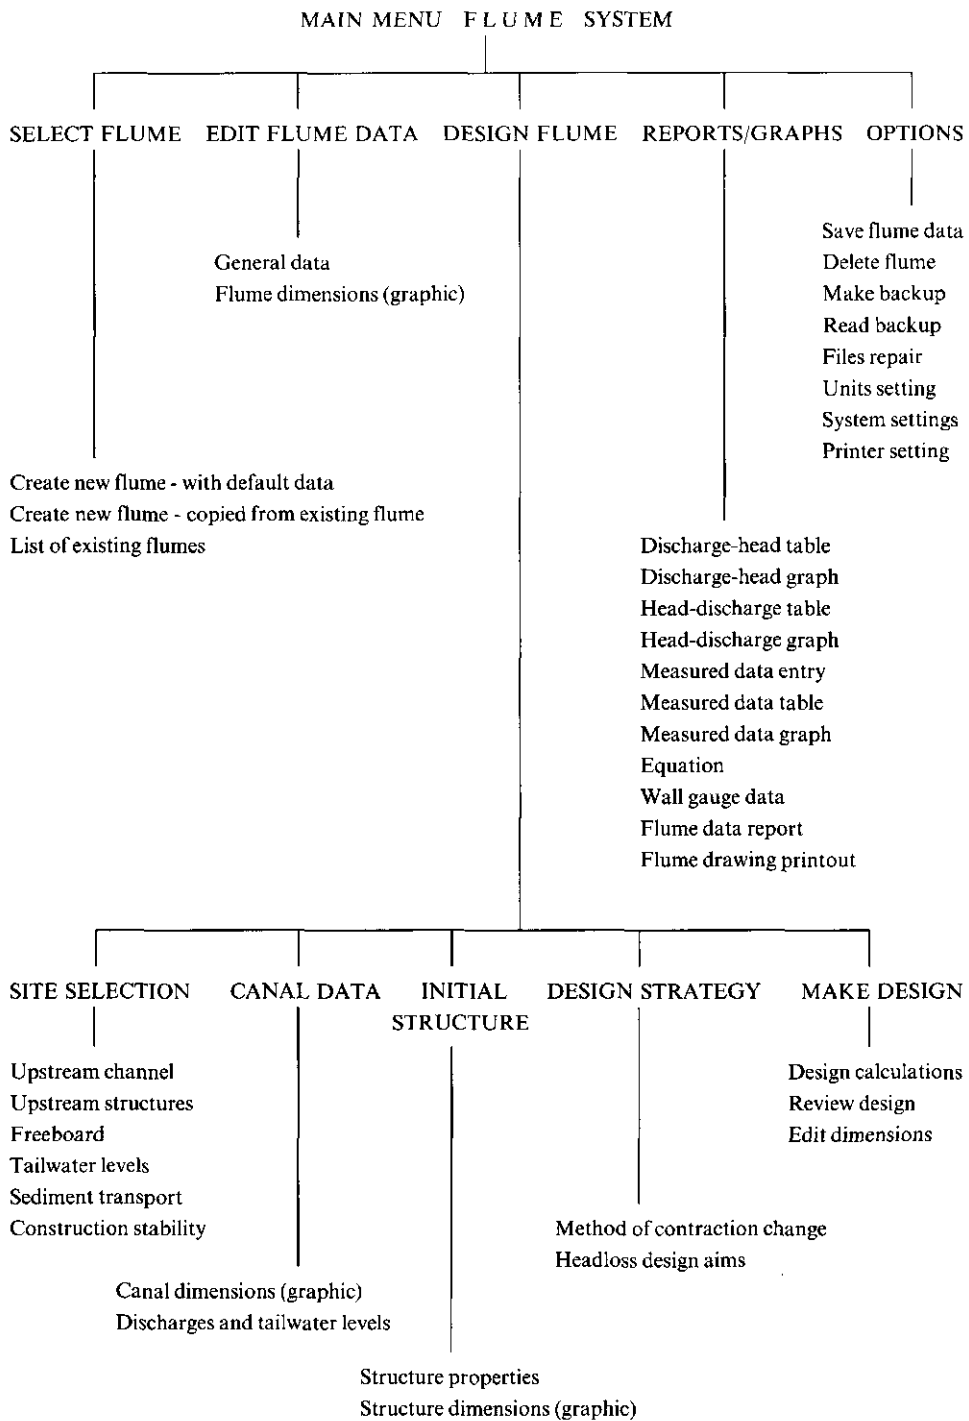 MAIN MENU FLUME SYSTEM
SELECT FLUME EDIT FLUME DATA DESIGN FLUME REPORTS/GRAPHS OPTIONS
Save flume data
Delete flume
Make backup
Read backup
Files repair
Units setting
System settings
Printer setting
General data
Flume dimensions (graphic)
Create new flume - with default data
Create new flume - copied from existing flume
List of existing flumes
Discharge-head table
Discharge-head graph
Head-discharge table
Head-discharge graph
Measured data entry
Measured data table
Measured data graph
Equation
Wall gauge data
Flume data report
Flume drawing printout
SITE SELECTION CANAL DATA INITIAL DESIGN STRATEGY MAKE DESIGN
STRUCTURE
Upstream channel
Upstream structures
Freeboard
Tailwater levels
Sediment transport
Construction stability
Design calculations
Review design
Edit dimensions
Method of contraction change
Headloss design aims
Canal dimensions (graphic)
Discharges and tailwater levels
Structure properties
Structure dimensions (graphic)